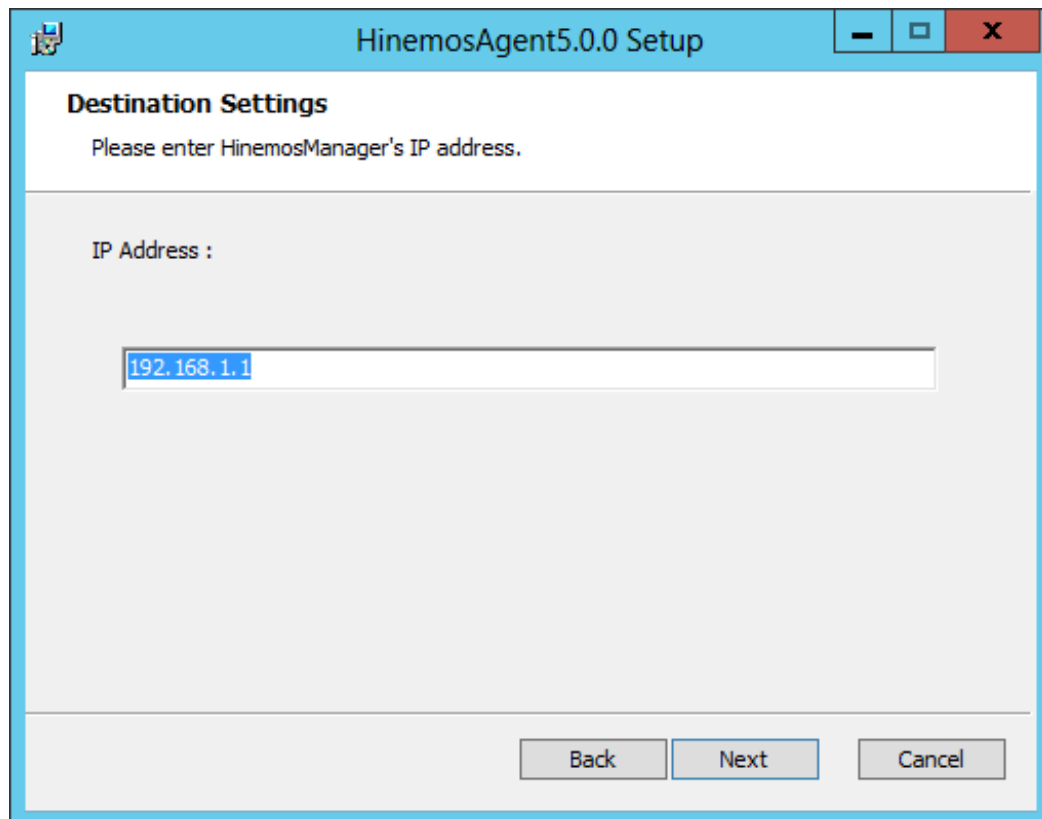 HinemosAgent5.0.0 Setup
Destination Settings
Please enter HinemosManager's IP address.
IP Address :
192.168.1.1
Back Next Cancel